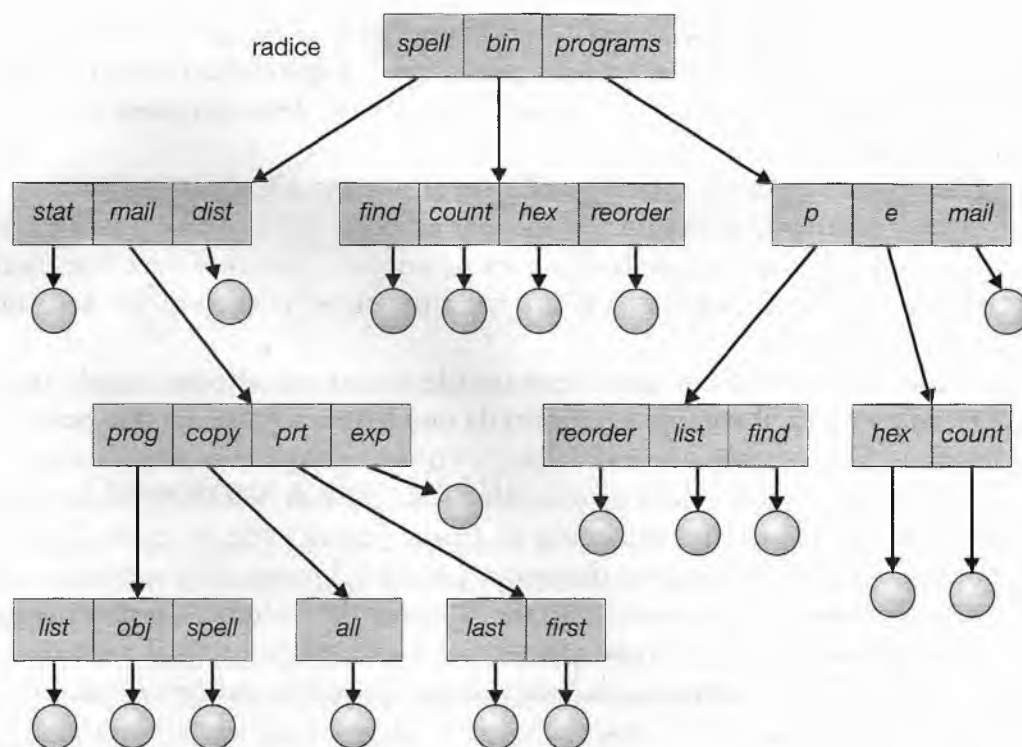 radice
spell bin programs
stat mail dist
find count hex reorder
p e mail
prog copy prt exp
reorder list find
hex count
list obj spell
all
last first